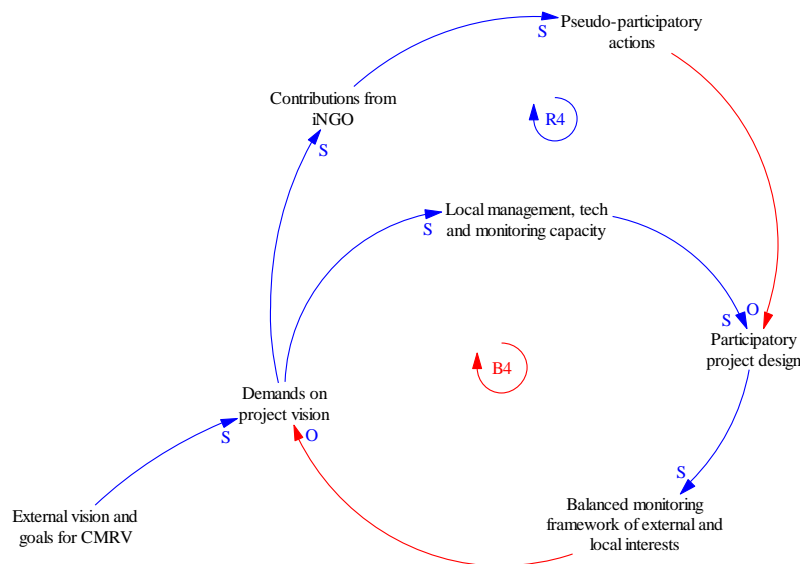 Pseudo-participatory
actions
S
Contributions from
iNGO
S
R4
Local management, tech
and monitoring capacity
S
S
O
Participatory
project design
B4
Demands on
project vision
S
O
S
External vision and
goals for CMRV
Balanced monitoring
framework of external and
local interests